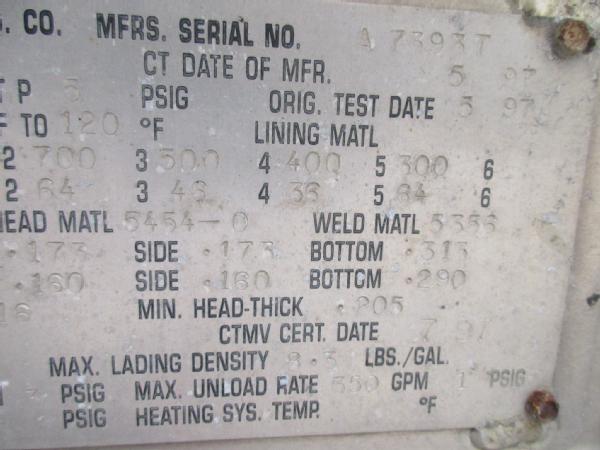 . CO. MFRS. SERIAL NO. A 73937
CT DATE OF MFR. 5 97
T P 3 PSIG ORIG. TEST DATE 5 97
F TO 120 °F LINING MATL
2 700 3 500 4 400 5 300 6
2 64 3 46 4 36 5 64 6
HEAD MATL 5454-0 WELD MATL 5356
.173 SIDE .173 BOTTOM .313
.160 SIDE .160 BOTTOM .290
MIN. HEAD-THICK .205
CTMV CERT. DATE 7 97
MAX. LADING DENSITY 8.3 LBS./GAL.
3 PSIG MAX. UNLOAD RATE 550 GPM 1 PSIG
PSIG HEATING SYS. TEMP. °F